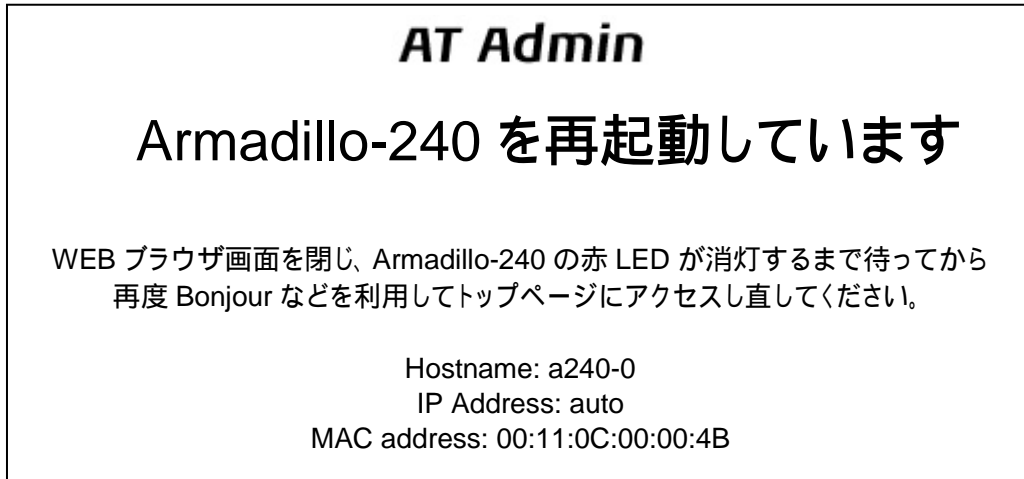 AT Admin
Armadillo-240 を再起動しています
WEB ブラウザ画面を閉じ、Armadillo-240 の赤 LED が消灯するまで待ってから
再度 Bonjour などを利用してトップページにアクセスし直してください。
Hostname: a240-0
IP Address: auto
MAC address: 00:11:0C:00:00:4B